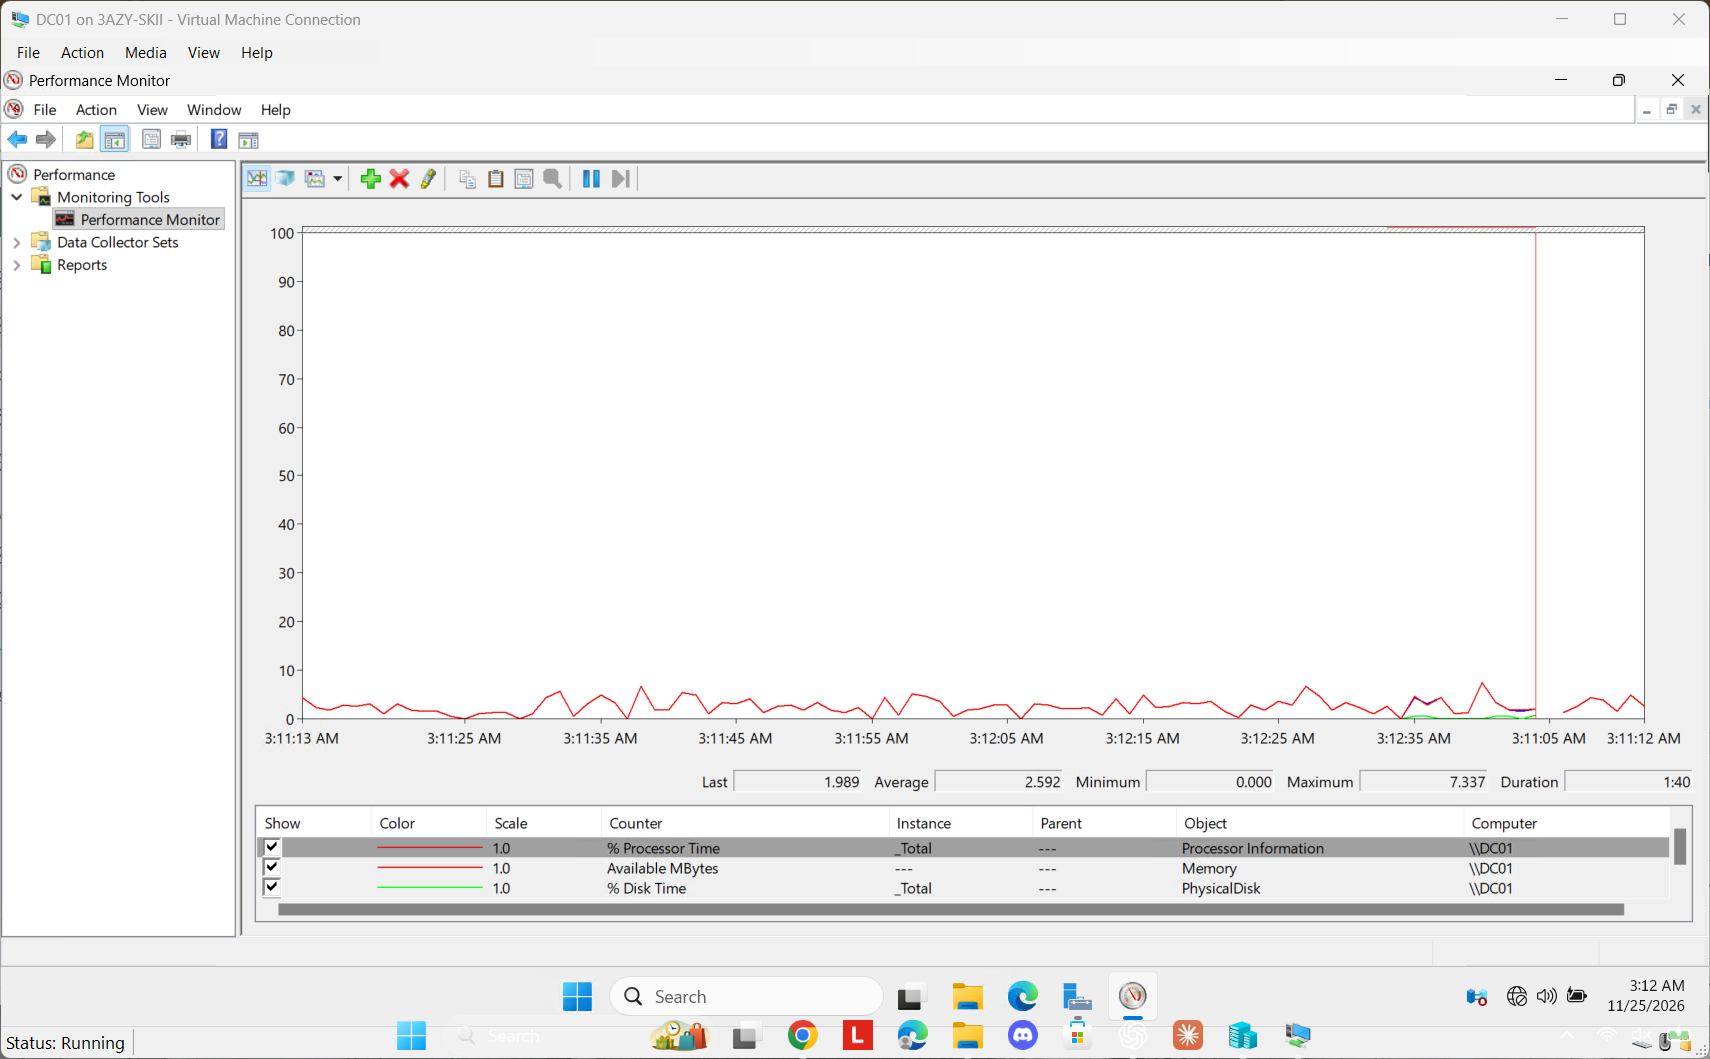 DC01 on 3AZY-SKII - Virtual Machine Connection
File Action Media View Help
Performance Monitor
File Action View Window Help
Performance
Monitoring Tools
Performance Monitor
Data Collector Sets
Reports
100
90
80
70
60
50
40
30
20
10
0
3:11:13 AM 3:11:25 AM 3:11:35 AM 3:11:45 AM 3:11:55 AM 3:12:05 AM 3:12:15 AM 3:12:25 AM 3:12:35 AM 3:11:05 AM 3:11:12 AM
Last 1.989 Average 2.592 Minimum 0.000 Maximum 7.337 Duration 1:40
Show Color Scale Counter Instance Parent Object Computer
1.0 % Processor Time _Total --- Processor Information \\DC01
1.0 Available MBytes --- --- Memory \\DC01
1.0 % Disk Time _Total --- PhysicalDisk \\DC01
Search
3:12 AM
11/25/2026
Search
L
Status: Running